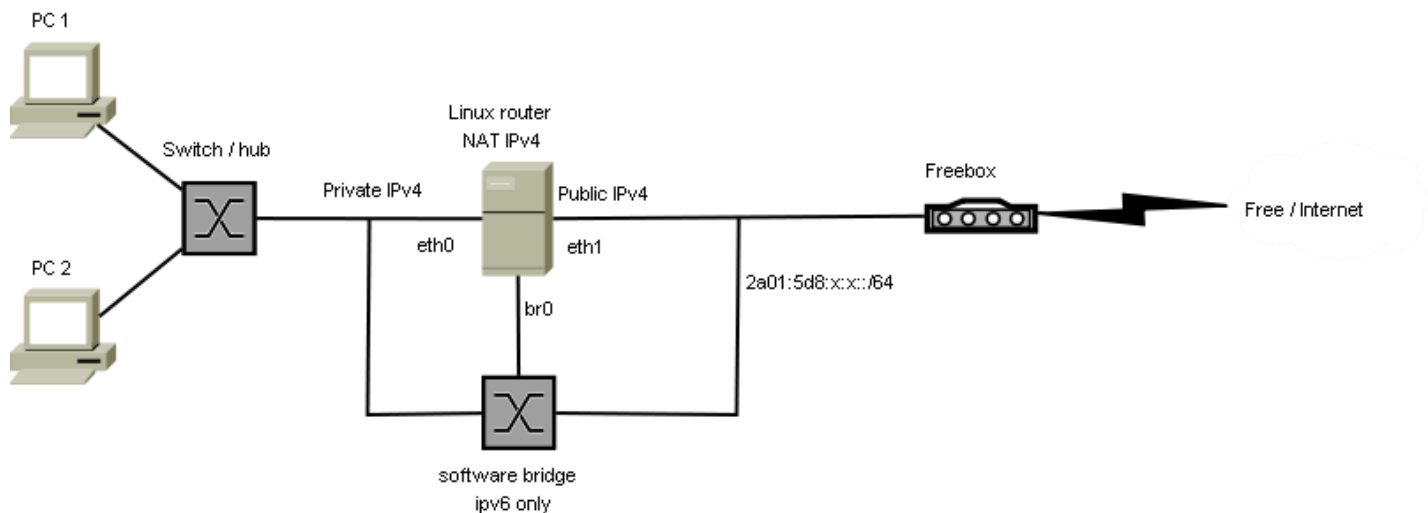 PC 1
Linux router
NAT IPv4
Switch / hub
Private IPv4
Public IPv4
Freebox
Free / Internet
eth0
eth1
PC 2
2a01:5d8:x:x::/64
br0
software bridge
ipv6 only